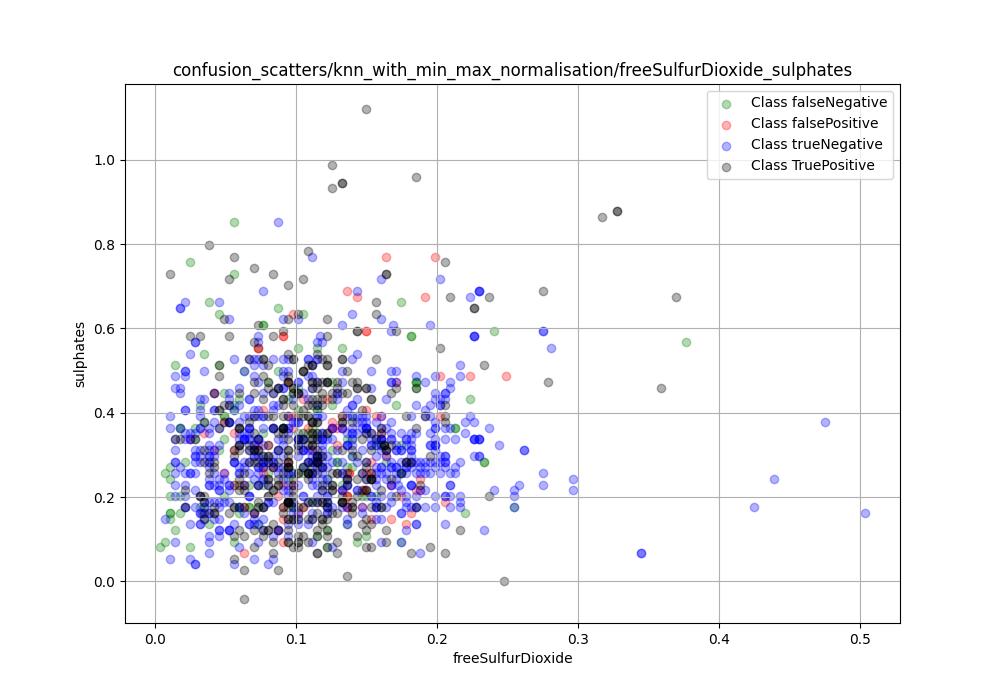 confusion_scatters/knn_with_min_max_normalisation/freeSulfurDioxide_sulphates
Class falseNegative
Class falsePositive
Class trueNegative
Class TruePositive
1.0
0.8
0.6
0.4
0.2
0.0
sulphates
0.0 0.1 0.2 0.3 0.4 0.5
freeSulfurDioxide